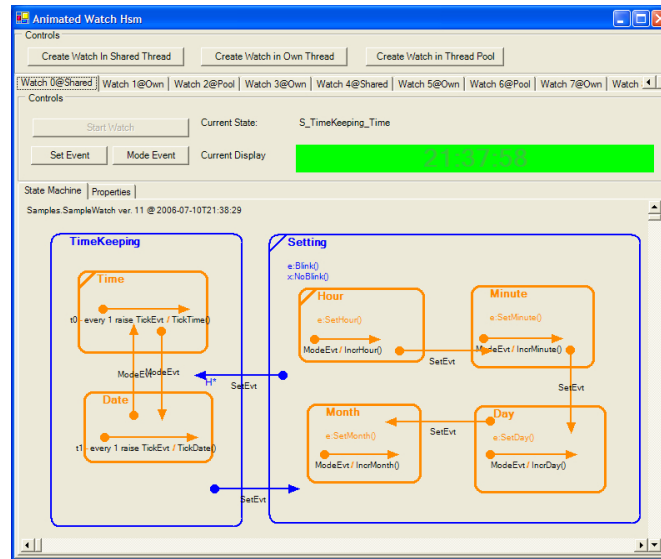 Animated Watch Hsm
Controls
Create Watch In Shared Thread
Create Watch in Own Thread
Create Watch in Thread Pool
Watch 0@Shared
Watch 1@Own
Watch 2@Pool
Watch 3@Own
Watch 4@Shared
Watch 5@Own
Watch 6@Pool
Watch 7@Own
Watch
Controls
Start Watch
Current State:
S_TimeKeeping_Time
Set Event
Mode Event
Current Display
21:37:58
State Machine
Properties
Samples.SampleWatch ver. 11 @ 2006-07-10T21:38:29
TimeKeeping
Setting
e:Blink()
x:NoBlink()
Time
t0 - every 1 raise TickEvt / TickTime()
Hour
e:SetHour()
ModeEvt / IncrHour()
Minute
e:SetMinute()
ModeEvt / IncrMinute()
SetEvt
ModeEvt
ModeEvt
H*
SetEvt
SetEvt
Date
t1 - every 1 raise TickEvt / TickDate()
Month
e:SetMonth()
ModeEvt / IncrMonth()
SetEvt
Day
e:SetDay()
ModeEvt / IncrDay()
SetEvt